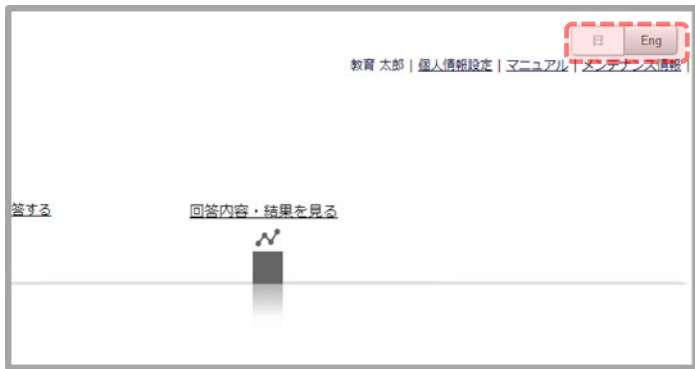 日 Eng
教育 太郎 | 個人情報設定 | マニュアル | メンテナンス情報 |
答する 回答内容・結果を見る